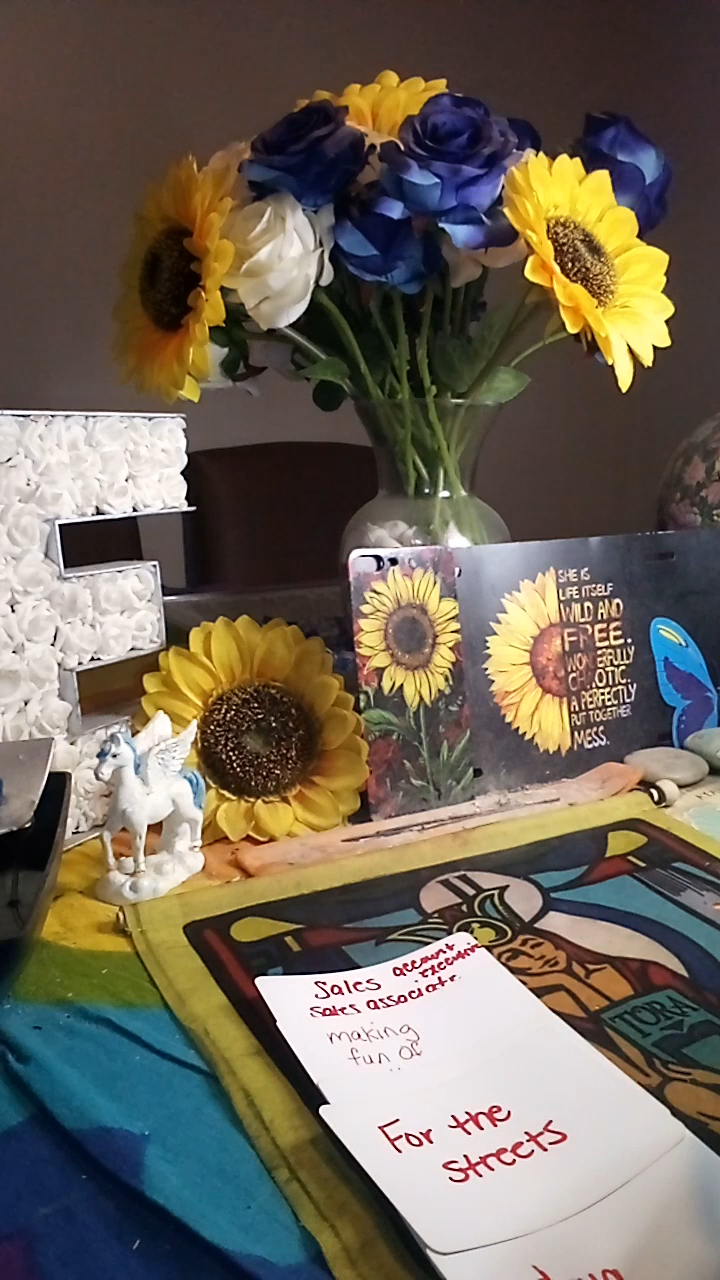 SHE IS
LIFE ITSELF
WILD AND
FREE.
WONDERFULLY
CHAOTIC.
A PERFECTLY
PUT TOGETHER
MESS.
TORA
Sales account
executive
Sales associate
making
fun of
For the
streets